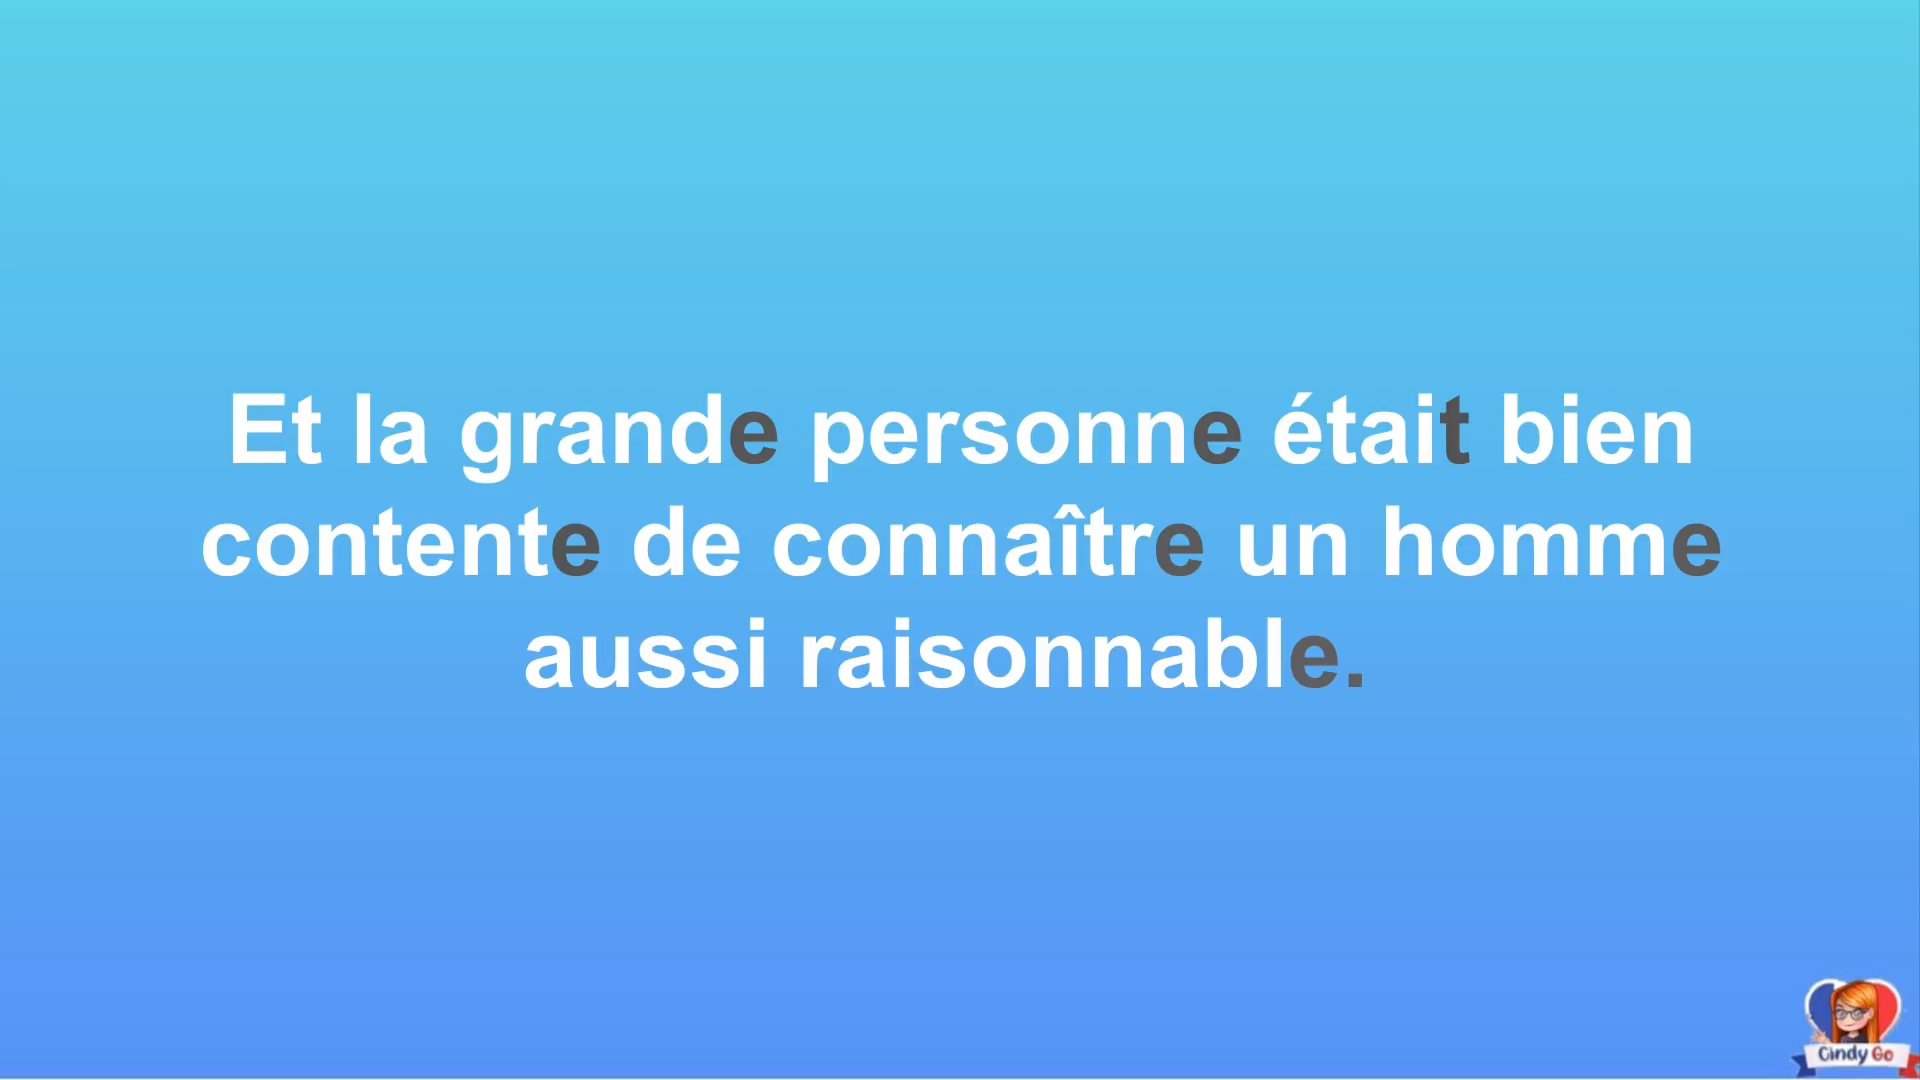 Et la grande personne était bien
contente de connaître un homme
aussi raisonnable.
Cindy Go